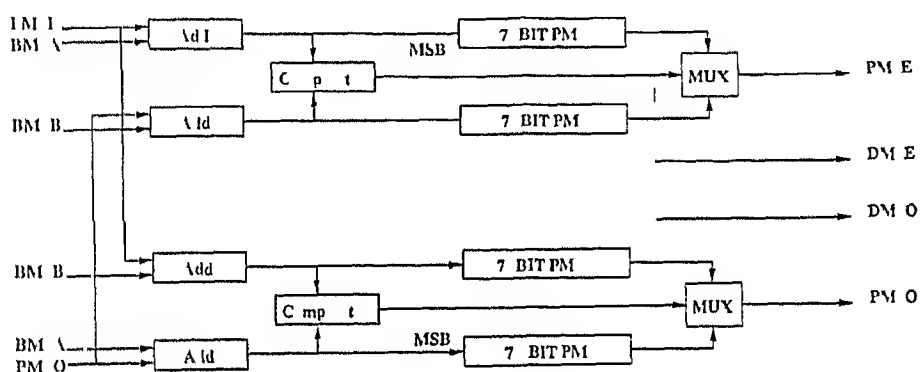 BM A
7 BIT PM
MSB
MUX
PM E
BM B
7 BIT PM
DM E
DM O
BM B
Add
7 BIT PM
MUX
PM O
BM A
MSB
7 BIT PM
PM O